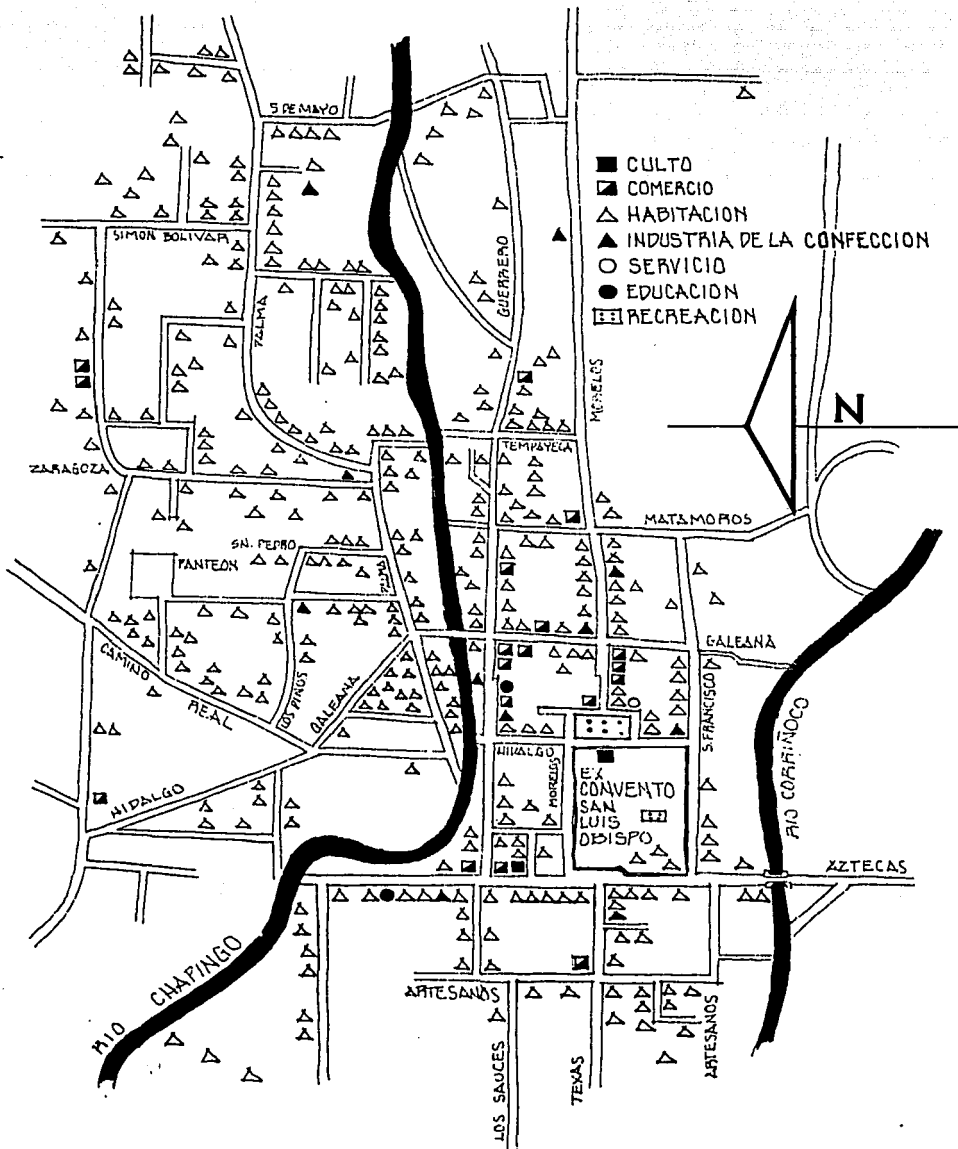 5 DE MAYO
CULTO
COMERCIO
HABITACION
INDUSTRIA DE LA CONFECCION
SERVICIO
EDUCACION
RECREACION
SIMON BOLIVAR
GUERRERO
PALMA
MORELOS
N
TEMPAYECA
ZARAGOZA
MATAMOROS
SN. PEDRO
PANTEON
PALMA
GALEANA
CAMINO REAL
LOS PINOS
GALEANA
S. FRANCISCO
RIO CORRIÑOCO
HIDALGO
MORELOS
EX
CONVENTO
SAN
LUIS
OBISPO
HIDALGO
AZTECAS
RIO CHAPINGO
ARTESANOS
ARTESANOS
LOS SAUCES
TEXAS